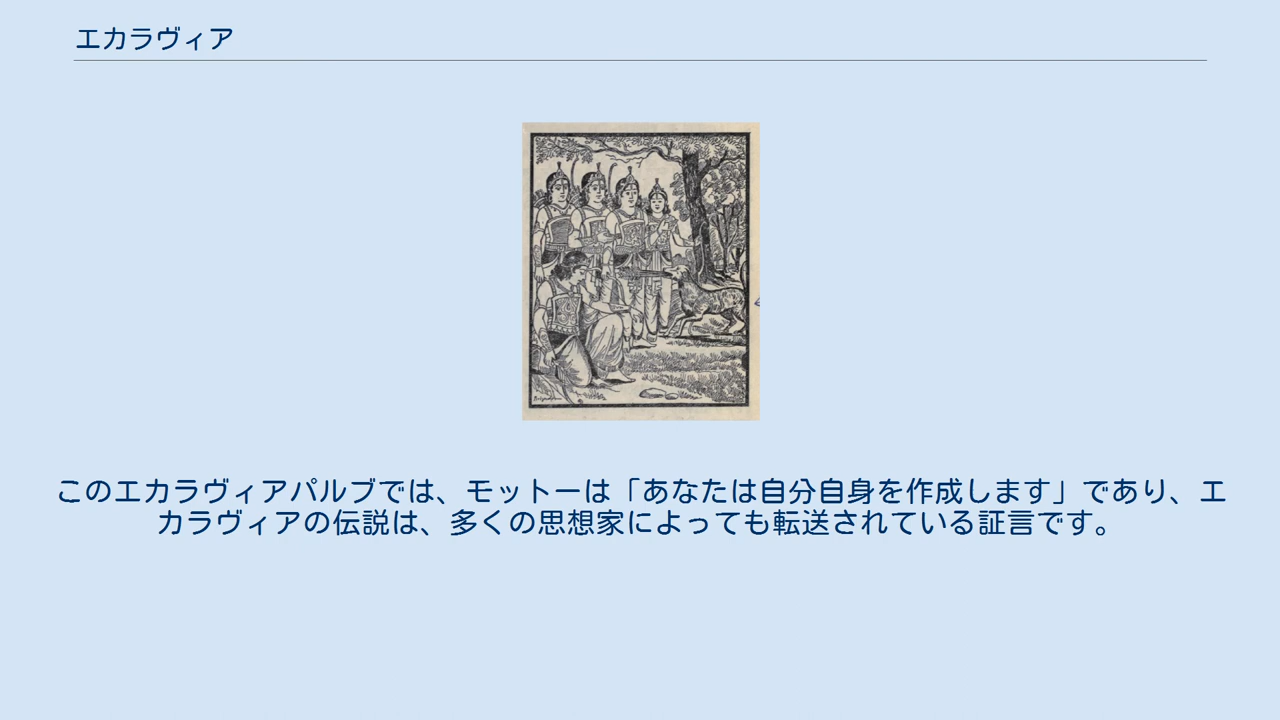 エカラヴィア
このエカラヴィアパルブでは、モットーは「あなたは自分自身を作成します」であり、エ
カラヴィアの伝説は、多くの思想家によっても転送されている証言です。